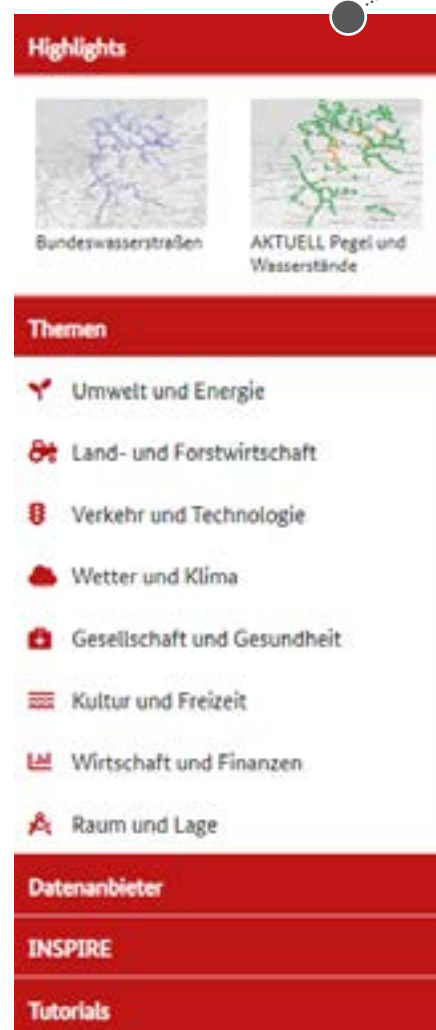 Highlights
Bundeswasserstraßen
AKTUELL Pegel und
Wasserstände
Themen
Umwelt und Energie
Land- und Forstwirtschaft
Verkehr und Technologie
Wetter und Klima
Gesellschaft und Gesundheit
Kultur und Freizeit
Wirtschaft und Finanzen
Raum und Lage
Datenanbieter
INSPIRE
Tutorials